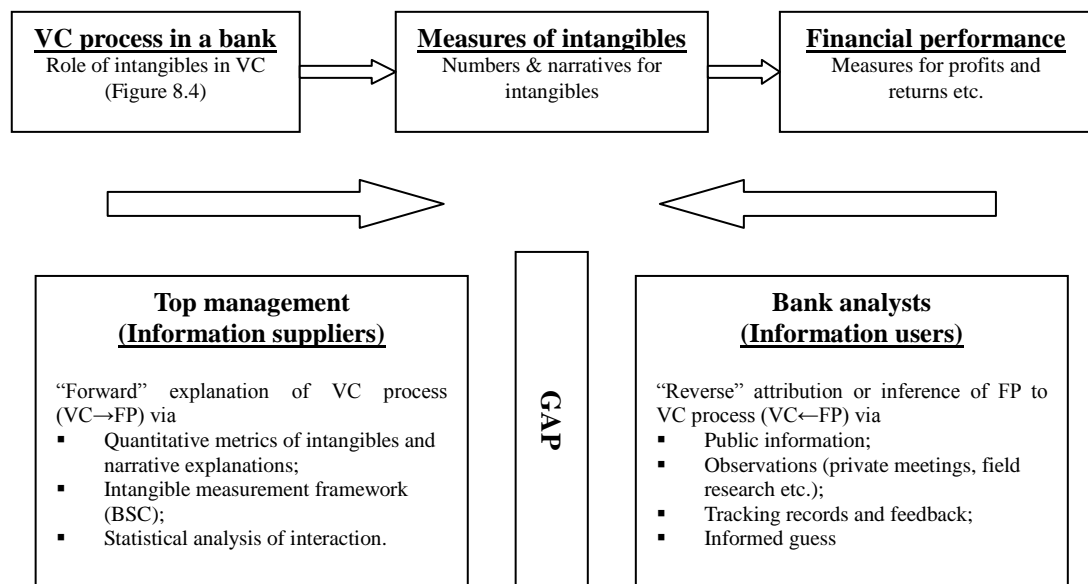 VC process in a bank
Role of intangibles in VC
(Figure 8.4)
Measures of intangibles
Numbers & narratives for
intangibles
Financial performance
Measures for profits and
returns etc.
Top management
(Information suppliers)
“Forward” explanation of VC process
(VC→FP) via
▪ Quantitative metrics of intangibles and
narrative explanations;
▪ Intangible measurement framework
(BSC);
▪ Statistical analysis of interaction.
GAP
Bank analysts
(Information users)
“Reverse” attribution or inference of FP to
VC process (VC←FP) via
▪ Public information;
▪ Observations (private meetings, field
research etc.);
▪ Tracking records and feedback;
▪ Informed guess